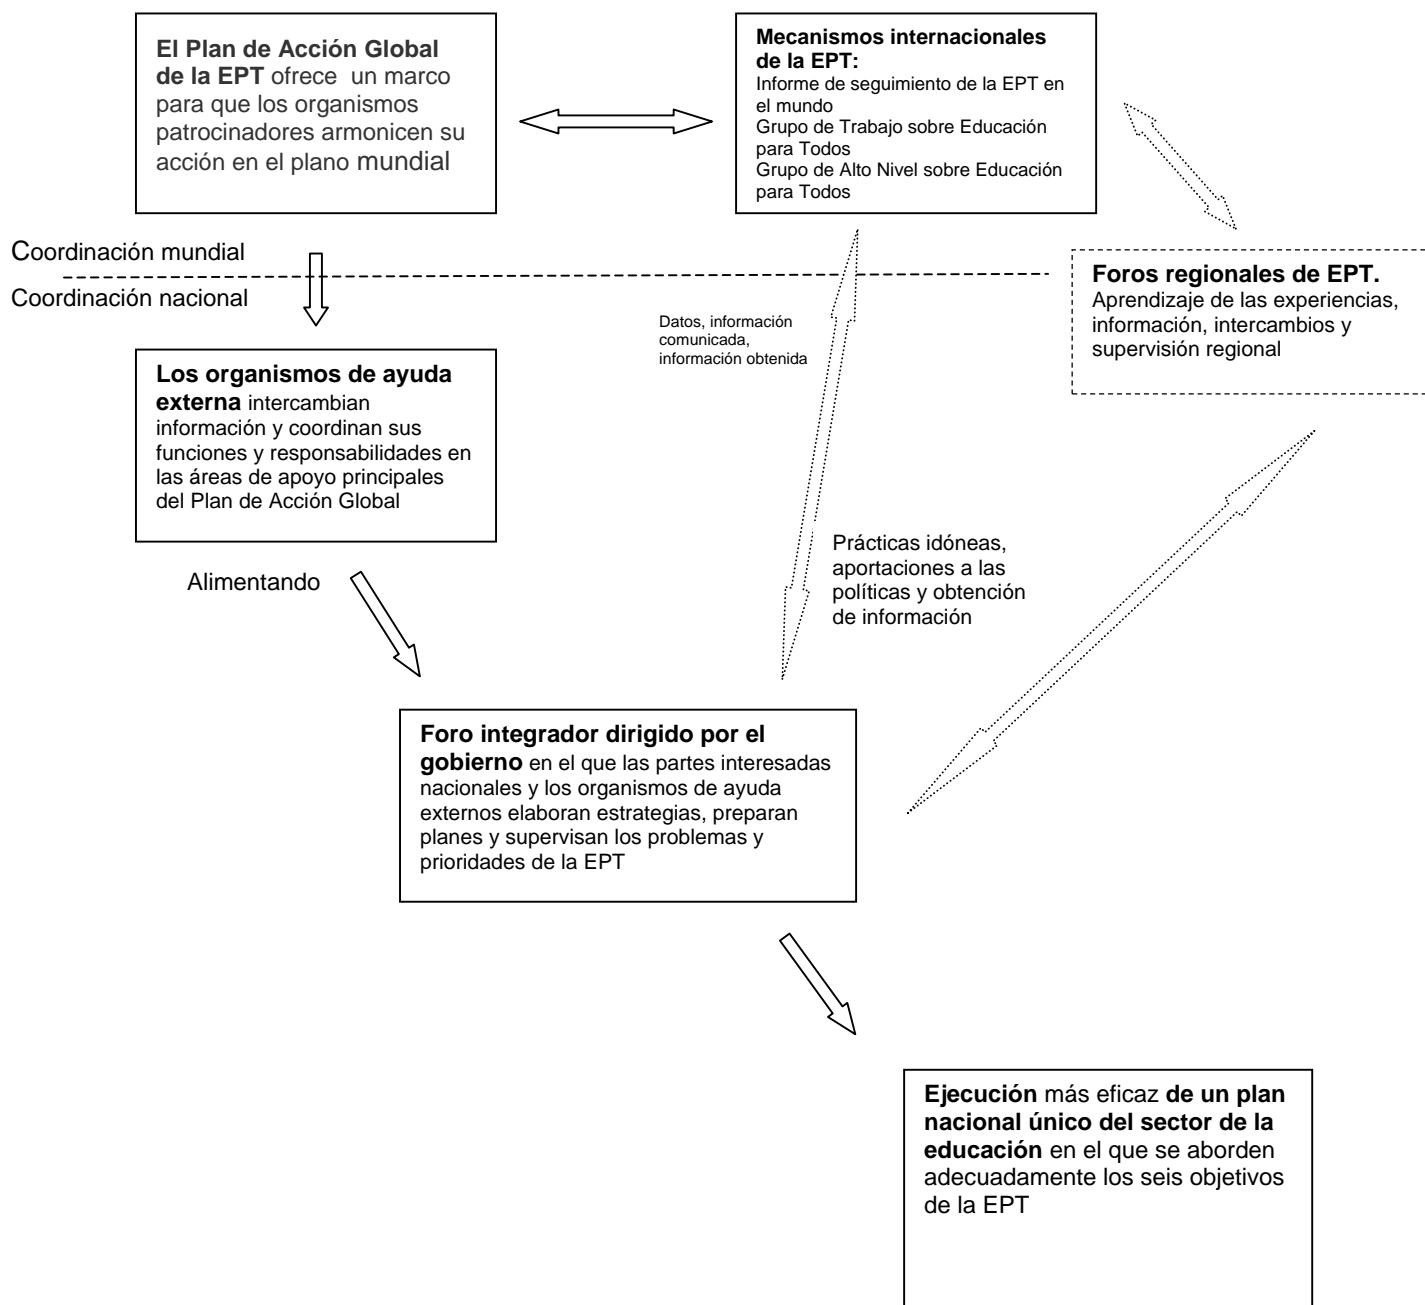 El Plan de Acción Global
de la EPT ofrece un marco
para que los organismos
patrocinadores armonicen su
acción en el plano mundial
Mecanismos internacionales
de la EPT:
Informe de seguimiento de la EPT en
el mundo
Grupo de Trabajo sobre Educación
para Todos
Grupo de Alto Nivel sobre Educación
para Todos
Coordinación mundial
Coordinación nacional
Foros regionales de EPT.
Aprendizaje de las experiencias,
información, intercambios y
supervisión regional
Datos, información
comunicada,
información obtenida
Los organismos de ayuda
externa intercambian
información y coordinan sus
funciones y responsabilidades en
las áreas de apoyo principales
del Plan de Acción Global
Prácticas idóneas,
aportaciones a las
políticas y obtención
de información
Alimentando
Foro integrador dirigido por el
gobierno en el que las partes interesadas
nacionales y los organismos de ayuda
externos elaboran estrategias, preparan
planes y supervisan los problemas y
prioridades de la EPT
Ejecución más eficaz de un plan
nacional único del sector de la
educación en el que se aborden
adecuadamente los seis objetivos
de la EPT